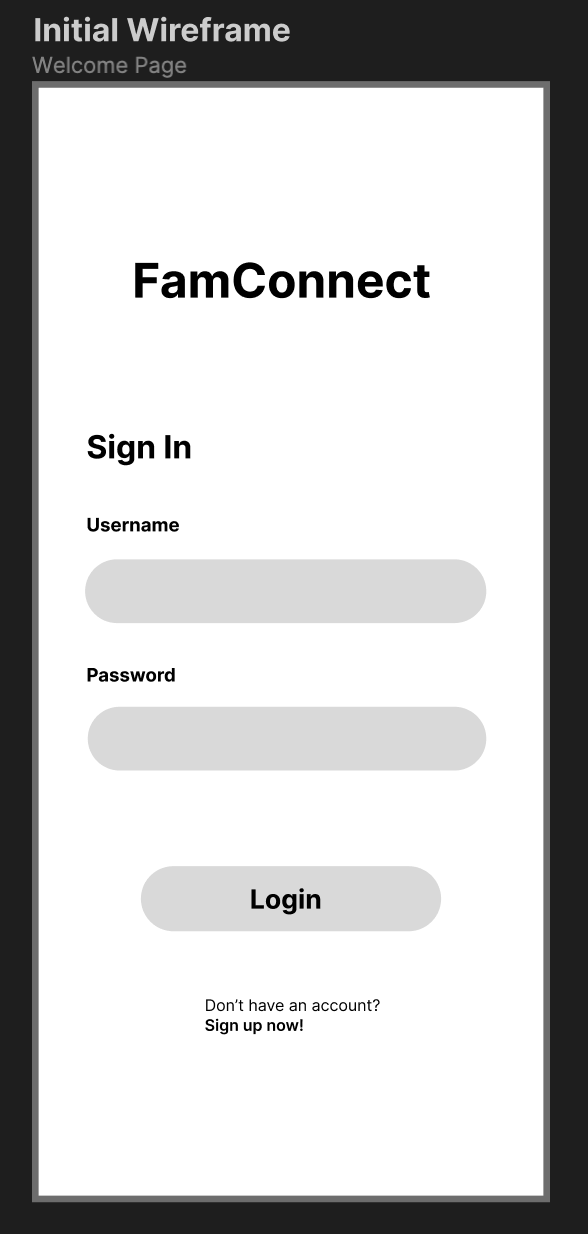 Initial Wireframe
Welcome Page
FamConnect
Sign In
Username
Password
Login
Don’t have an account?
Sign up now!